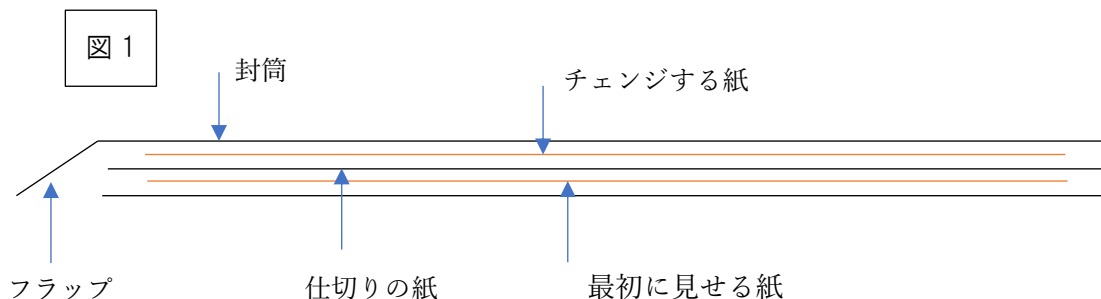 図1
封筒
チェンジする紙
フラップ
仕切りの紙
最初に見せる紙